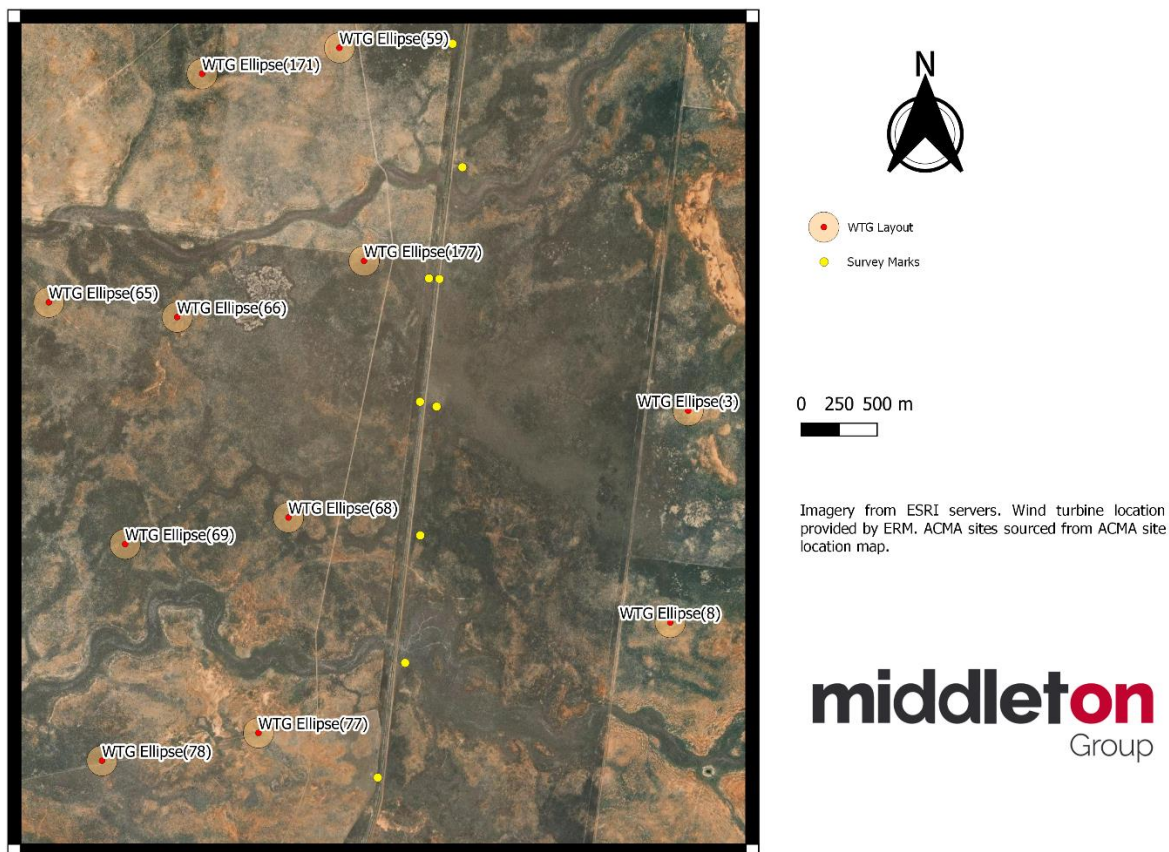 WTG Ellipse(59)
WTG Ellipse(171)
WTG Ellipse(177)
WTG Ellipse(65)
WTG Ellipse(66)
WTG Ellipse(3)
WTG Ellipse(68)
WTG Ellipse(69)
WTG Ellipse(8)
WTG Ellipse(77)
WTG Ellipse(78)
N
WTG Layout
Survey Marks
0 250 500 m
Imagery from ESRI servers. Wind turbine location
provided by ERM. ACMA sites sourced from ACMA site
location map.
middleton
Group